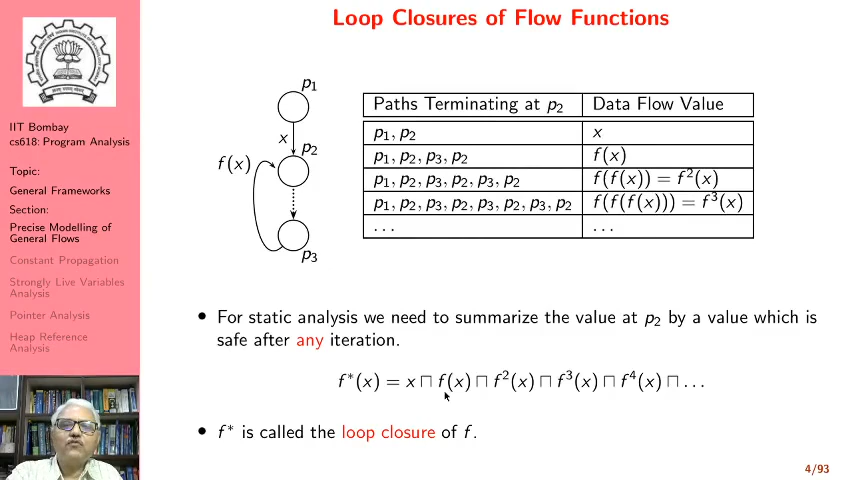 Loop Closures of Flow Functions
IIT Bombay
cs618: Program Analysis
Topic:
General Frameworks
Section:
Precise Modelling of
General Flows
Constant Propagation
Strongly Live Variables
Analysis
Pointer Analysis
Heap Reference
Analysis
p₁
x
p₂
f(x)
p₃
Paths Terminating at p₂ Data Flow Value
p₁, p₂ x
p₁, p₂, p₃, p₂ f(x)
p₁, p₂, p₃, p₂, p₃, p₂ f(f(x)) = f²(x)
p₁, p₂, p₃, p₂, p₃, p₂, p₃, p₂ f(f(f(x))) = f³(x)
... ...
• For static analysis we need to summarize the value at p₂ by a value which is
safe after any iteration.
f*(x) = x ⊓ f(x) ⊓ f²(x) ⊓ f³(x) ⊓ f⁴(x) ⊓ ...
• f* is called the loop closure of f.
4/93